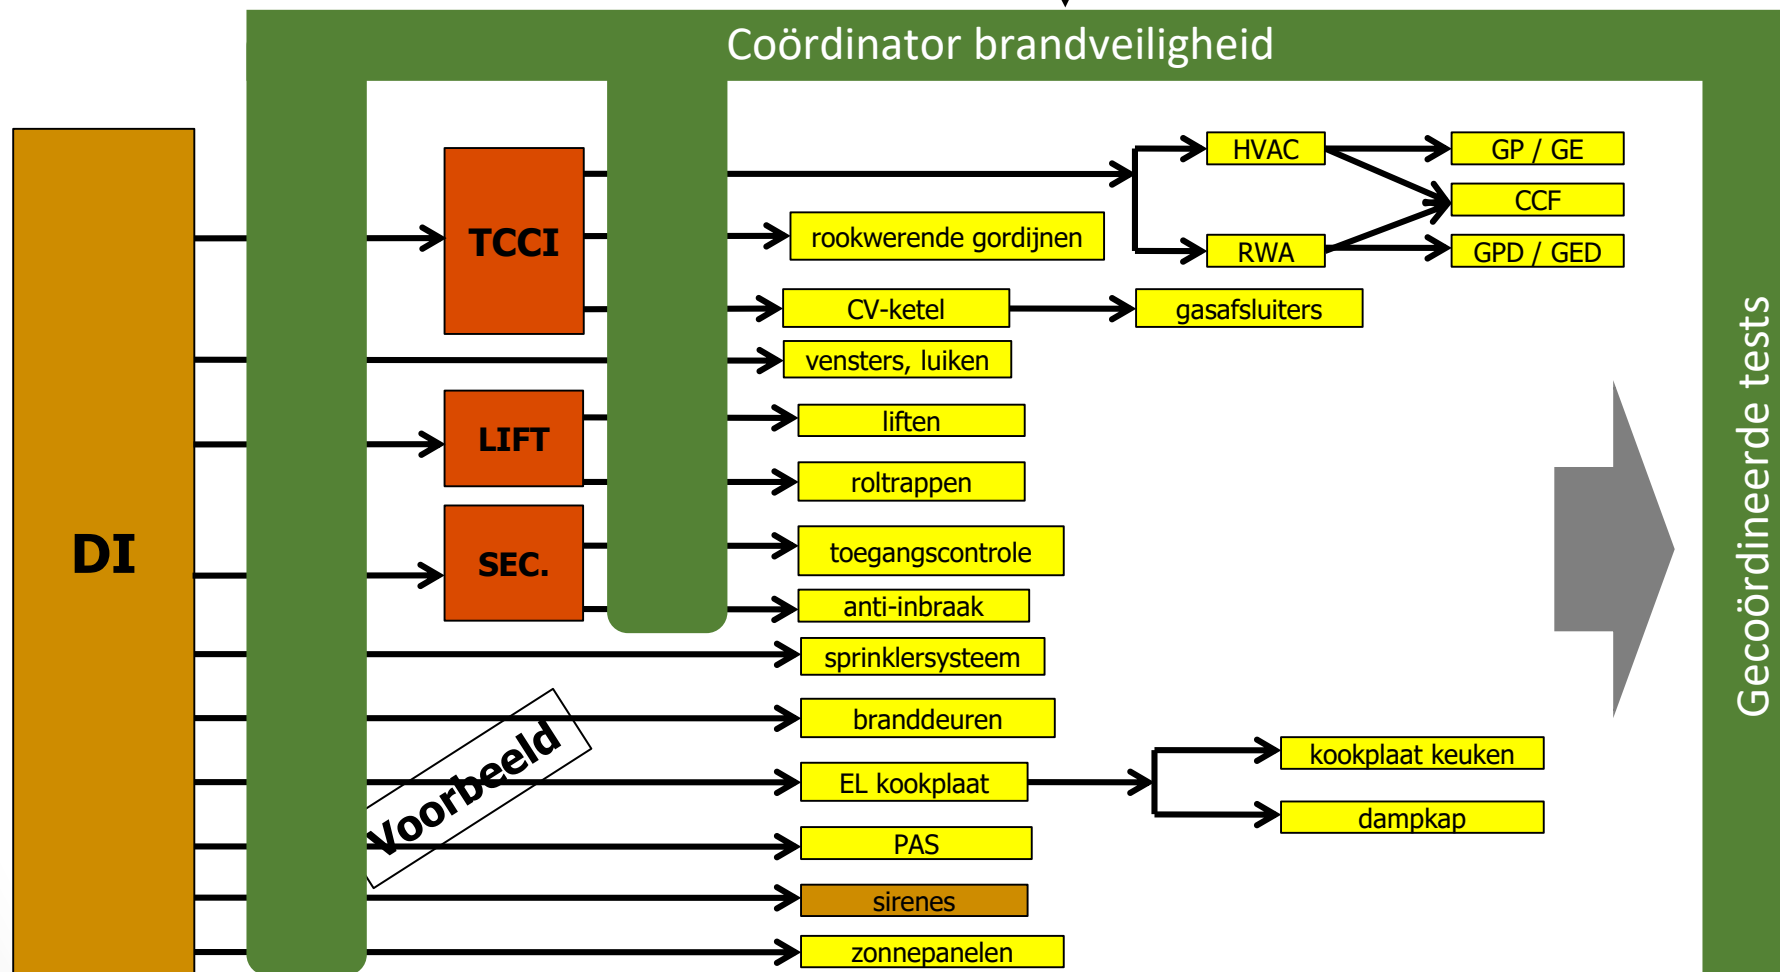 Coördinator brandveiligheid
DI
TCCI
LIFT
SEC.
HVAC
GP / GE
CCF
rookwerende gordijnen
RWA
GPD / GED
CV-ketel
gasafsluiters
vensters, luiken
liften
roltrappen
toegangscontrole
anti-inbraak
sprinklersysteem
branddeuren
EL kookplaat
kookplaat keuken
dampkap
PAS
sirenes
zonnepanelen
Voorbeeld
Gecoördineerde tests